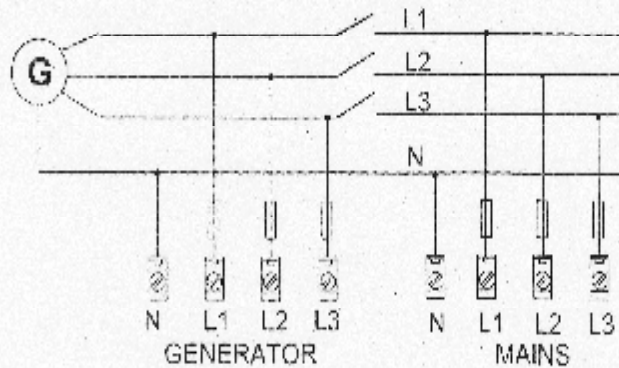 L1
G
L2
L3
N
N L1 L2 L3 N L1 L2 L3
GENERATOR MAINS